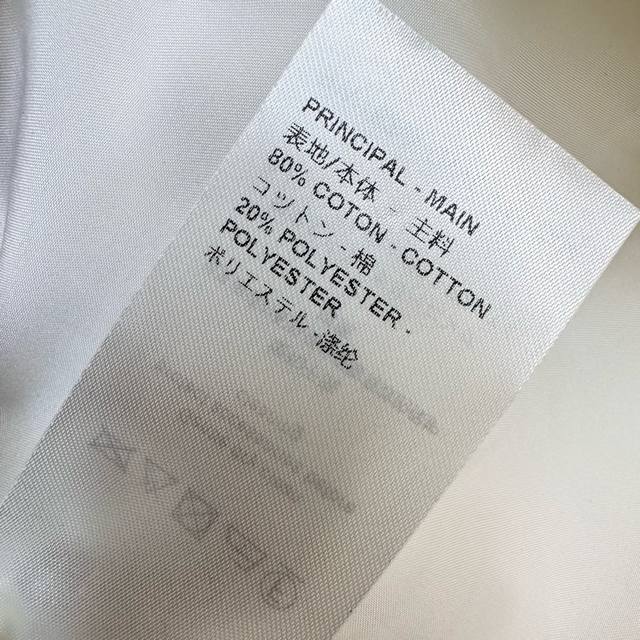 PRINCIPAL - MAIN
表地/本体 - 主料
80% COTON - COTTON
コツトン - 棉
20% POLYESTER -
POLYESTER
ポリエステル - 涤纶